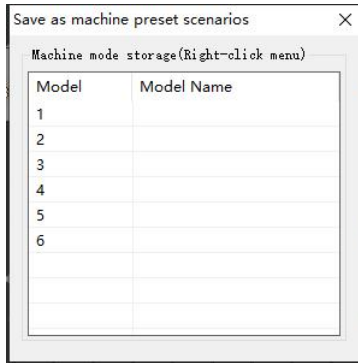 Save as machine preset scenarios
Machine mode storage(Right-click menu)
Model Model Name
1
2
3
4
5
6